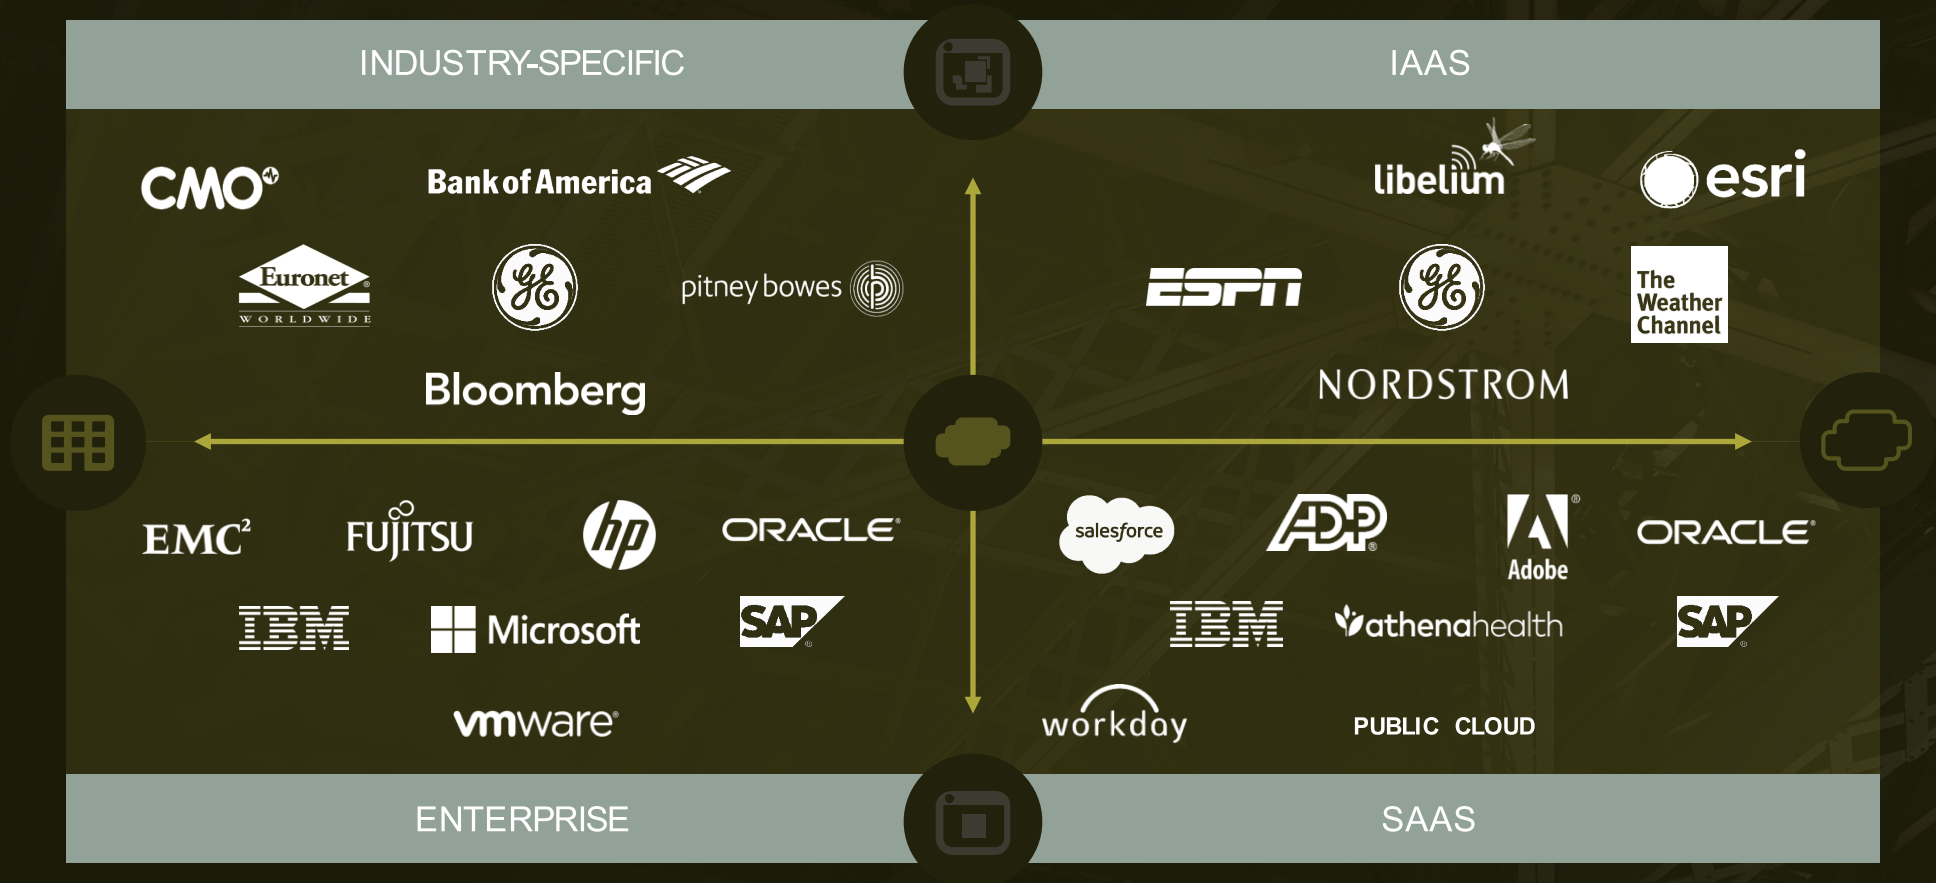 INDUSTRY-SPECIFIC
IAAS
CMO
Bank of America
libelium
esri
Euronet®
WORLDWIDE
GE
pitney bowes
ESPN
GE
The
Weather
Channel
Bloomberg
NORDSTROM
EMC²
FUJITSU
hp
ORACLE®
salesforce
ADP®
Adobe®
ORACLE®
IBM
Microsoft
SAP®
IBM
athenahealth
SAP®
vmware®
workday
PUBLIC CLOUD
ENTERPRISE
SAAS